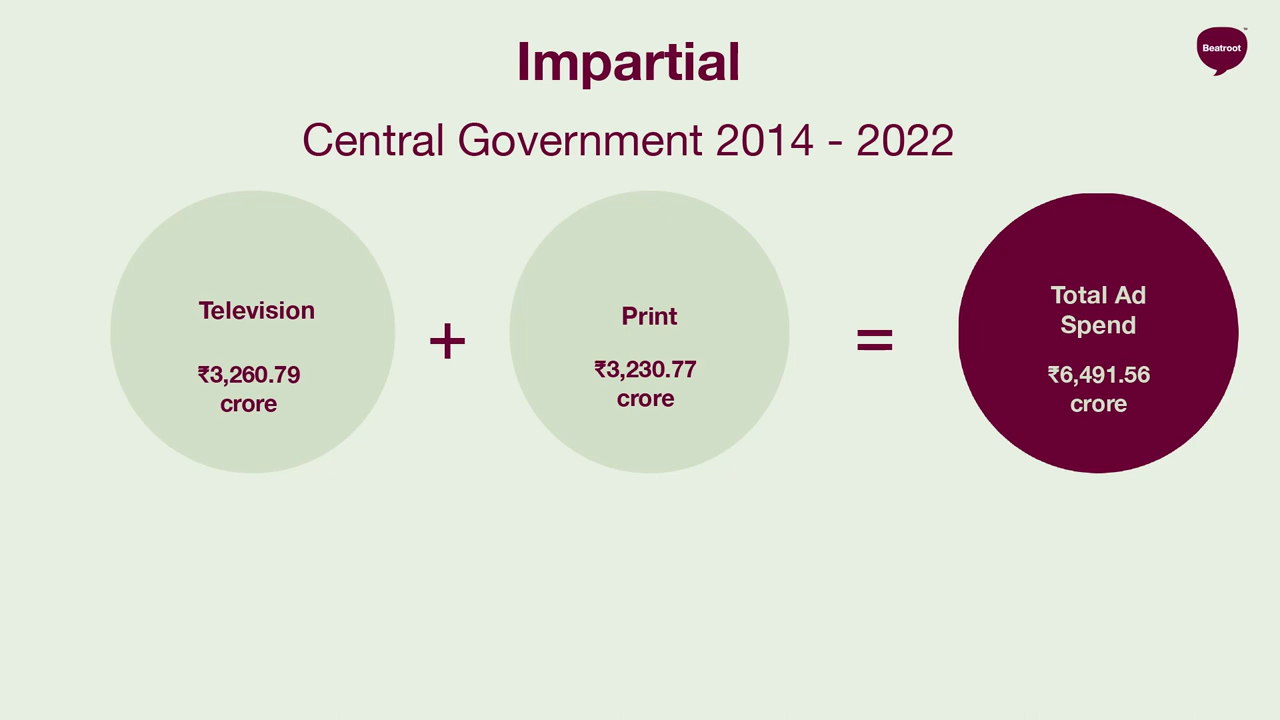 Impartial
Beatroot
Central Government 2014 - 2022
Television
₹3,260.79
crore
+
Print
₹3,230.77
crore
=
Total Ad
Spend
₹6,491.56
crore